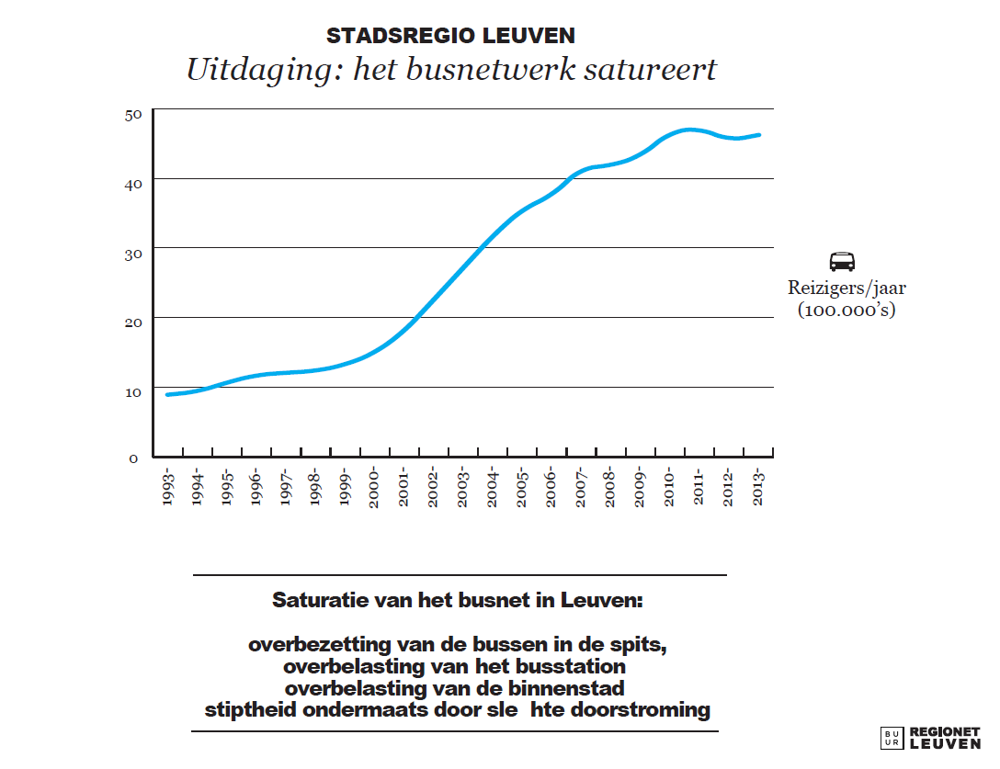 STADSREGIO LEUVEN
Uitdaging: het busnetwerk satureert
50
40
30
20
10
0
Reizigers/jaar
(100.000's)
1993-
1994-
1995-
1996-
1997-
1998-
1999-
2000-
2001-
2002-
2003-
2004-
2005-
2006-
2007-
2008-
2009-
2010-
2011-
2012-
2013-
Saturatie van het busnet in Leuven:
overbezetting van de bussen in de spits,
overbelasting van het busstation
overbelasting van de binnenstad
stiptheid ondermaats door sle hte doorstroming
BU
UR
REGIONET
LEUVEN